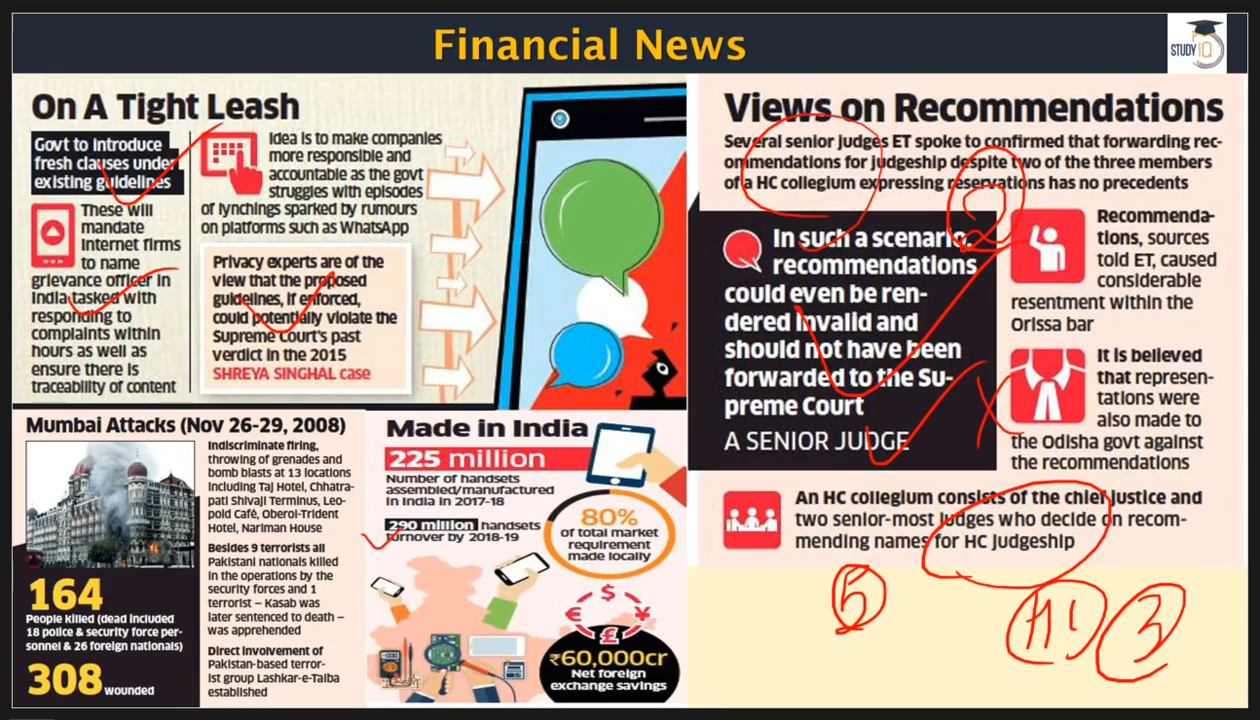 Financial News
STUDY IQ
On A Tight Leash
Govt to introduce
fresh clauses under
existing guidelines
These will
mandate
internet firms
to name
grievance officer in
India tasked with
responding to
complaints within
hours as well as
ensure there is
traceability of content
Idea is to make companies
more responsible and
accountable as the govt
struggles with episodes
of lynchings sparked by rumours
on platforms such as WhatsApp
Privacy experts are of the
view that the proposed
guidelines, if enforced,
could potentially violate the
Supreme Court's past
verdict in the 2015
SHREYA SINGHAL case
Views on Recommendations
Several senior judges ET spoke to confirmed that forwarding rec-
ommendations for judgeship despite two of the three members
of a HC collegium expressing reservations has no precedents
In such a scenario,
recommendations
could even be ren-
dered invalid and
should not have been
forwarded to the Su-
preme Court
A SENIOR JUDGE
2
Recommenda-
tions, sources
told ET, caused
considerable
resentment within the
Orissa bar
It is believed
that represen-
tations were
also made to
the Odisha govt against
the recommendations
An HC collegium consists of the chief justice and
two senior-most judges who decide on recom-
mending names for HC judgeship
5
3
Mumbai Attacks (Nov 26-29, 2008)
Indiscriminate firing,
throwing of grenades and
bomb blasts at 13 locations
including Taj Hotel, Chhatra-
pati Shivaji Terminus, Leo-
pold Café, Oberoi-Trident
Hotel, Nariman House
Besides 9 terrorists all
Pakistani nationals killed
in the operations by the
security forces and 1
terrorist – Kasab was
later sentenced to death –
was apprehended
Direct involvement of
Pakistan-based terror-
ist group Lashkar-e-Taiba
established
164
People killed (dead included
18 police & security force per-
sonnel & 26 foreign nationals)
308 wounded
Made in India
225 million
Number of handsets
assembled/manufactured
in India in 2017-18
290 million handsets
turnover by 2018-19
80%
of total market
requirement
made locally
$
€ ¥
£
₹60,000cr
Net foreign
exchange savings